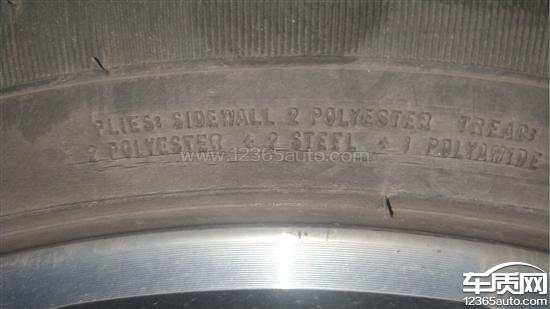 PLIES: SIDEWALL 2 POLYESTER TREAD:
2 POLYESTER + 2 STEEL + 1 POLYAMIDE
www.12365auto.com
车质网
12365auto.com